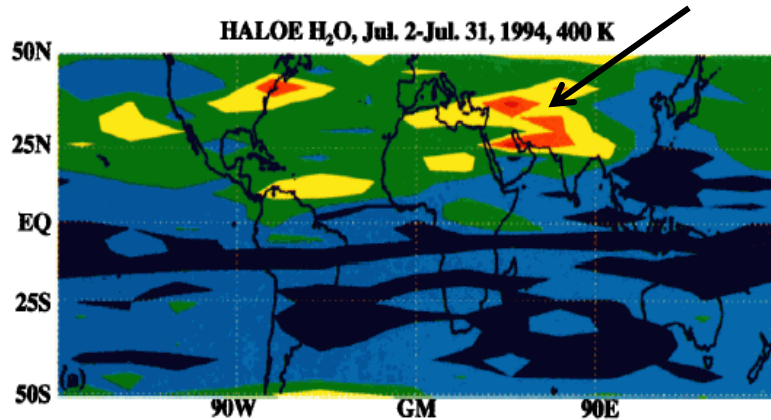 HALOE H₂O, Jul. 2-Jul. 31, 1994, 400 K
50N
25N
EQ
25S
50S
(a)
90W GM 90E